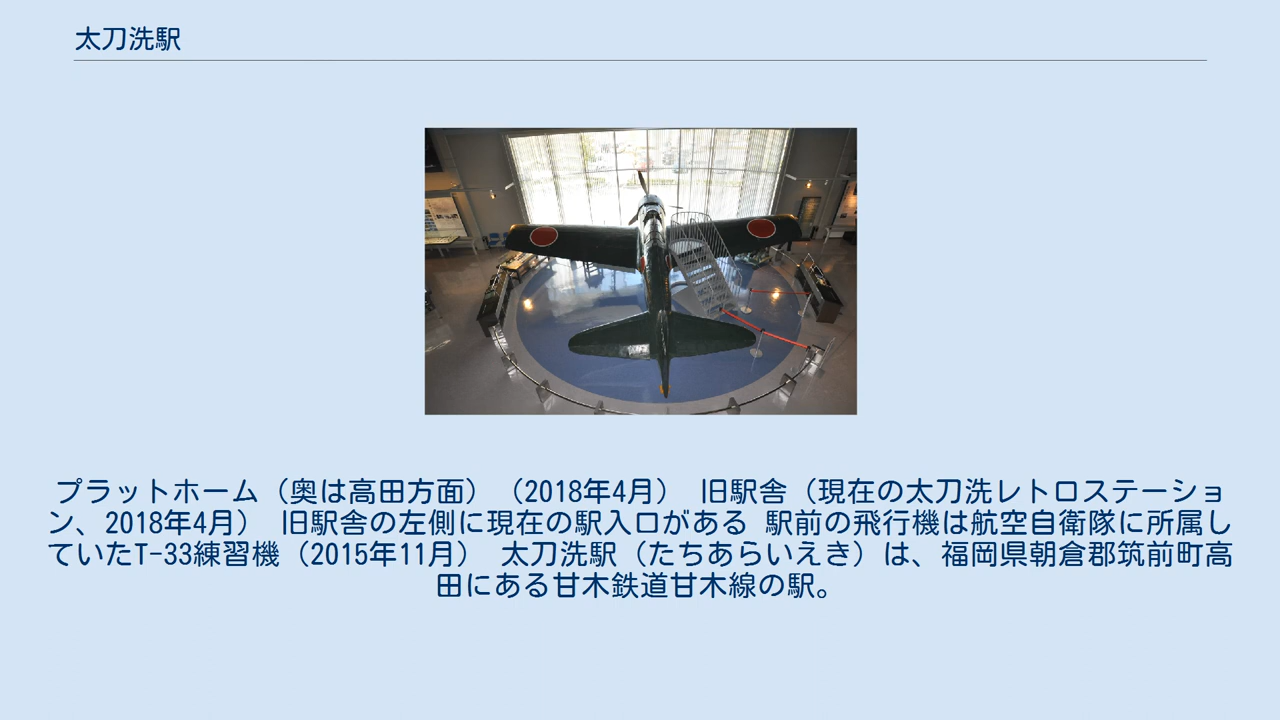 太刀洗駅
プラットホーム（奥は高田方面）（2018年4月） 旧駅舎（現在の太刀洗レトロステーショ
ン、2018年4月） 旧駅舎の左側に現在の駅入口がある 駅前の飛行機は航空自衛隊に所属し
ていたT-33練習機（2015年11月） 太刀洗駅（たちあらいえき）は、福岡県朝倉郡筑前町高
田にある甘木鉄道甘木線の駅。